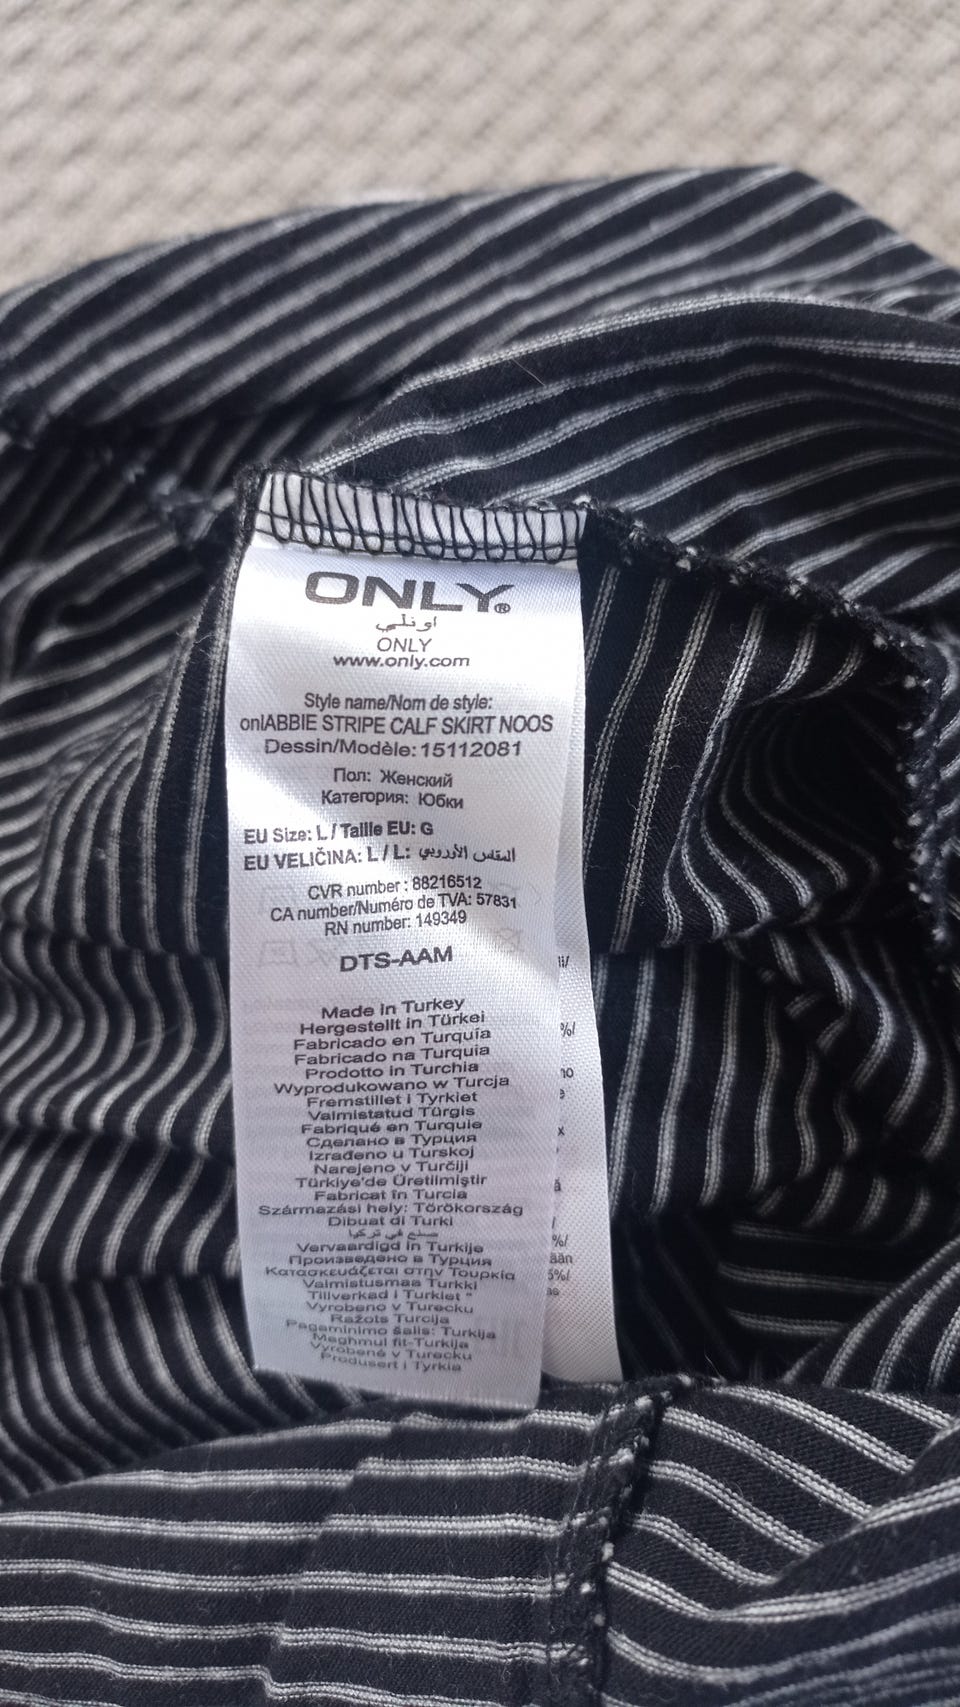 ONLY®
اونلي
ONLY
www.only.com
Style name/Nom de style:
onlABBIE STRIPE CALF SKIRT NOOS
Dessin/Modèle: 15112081
Пол: Женский
Категория: Юбки
EU Size: L / Taille EU: G
EU VELIČINA: L / L: المقاس الأوروبي
CVR number : 88216512
CA number/Numéro de TVA: 57831
RN number: 149349
DTS-AAM
Made in Turkey
Hergestellt in Türkei
Fabricado en Turquía
Fabricado na Turquia
Prodotto in Turchia
Wyprodukowano w Turcja
Fremstillet i Tyrkiet
Valmistatud Türgis
Fabriqué en Turquie
Сделано в Турция
Izrađeno u Turskoj
Narejeno v Turčiji
Türkiye'de Üretilmiştir
Fabricat în Turcia
Származási hely: Törökország
Dibuat di Turki
صنع في تركيا
Vervaardigd in Turkije
Произведено в Турция
Κατασκευάζεται στην Τουρκία
Valmistusmaa Turkki
Tillverkad i Turkiet "
Vyrobeno v Turecku
Ražots Turcija
Pagaminimo šalis: Turkija
Maghmul fit-Turkija
Vyrobené v Turecku
Produsert i Tyrkia